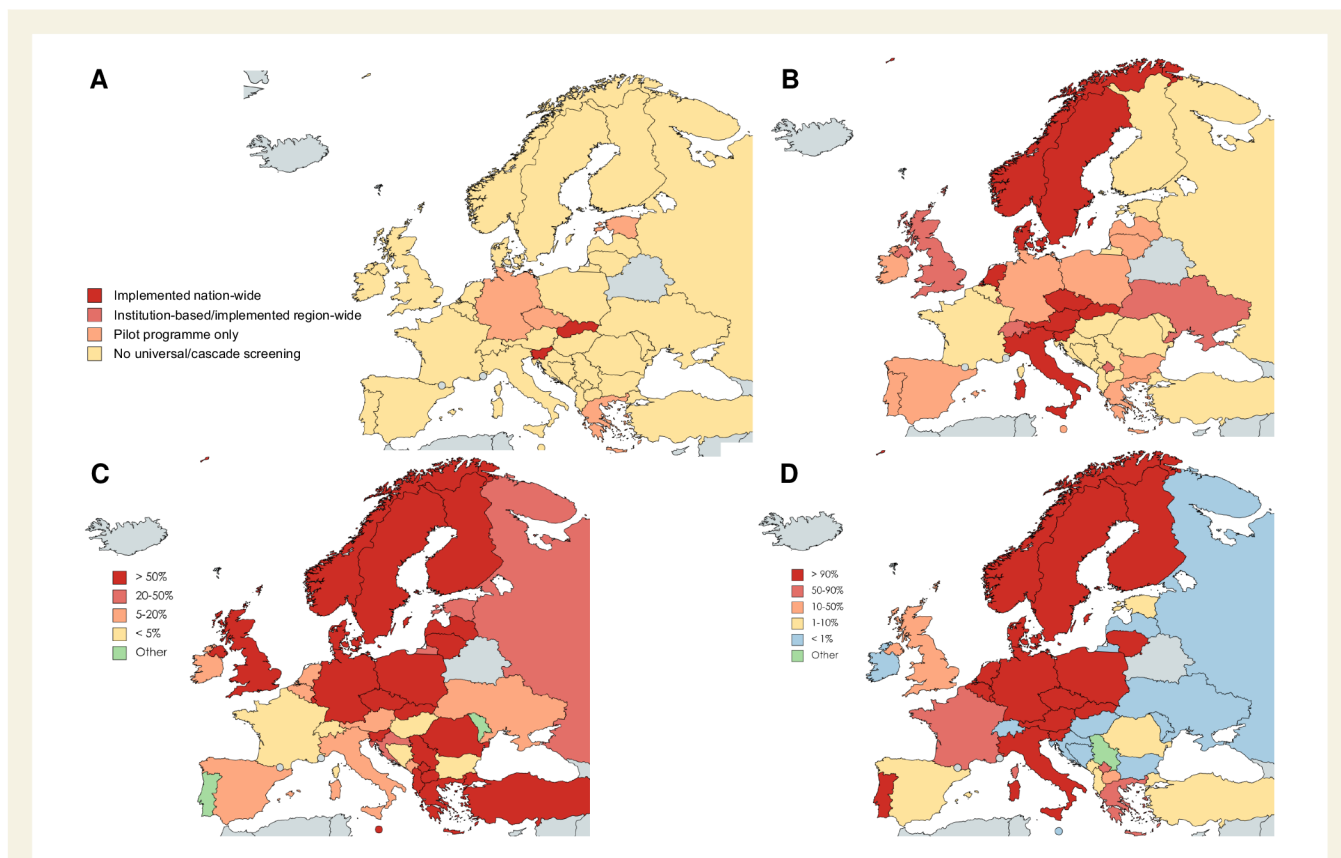 A
B
Implemented nation-wide
Institution-based/implemented region-wide
Pilot programme only
No universal/cascade screening
C
D
> 50%
20-50%
5-20%
< 5%
Other
> 90%
50-90%
10-50%
1-10%
< 1%
Other